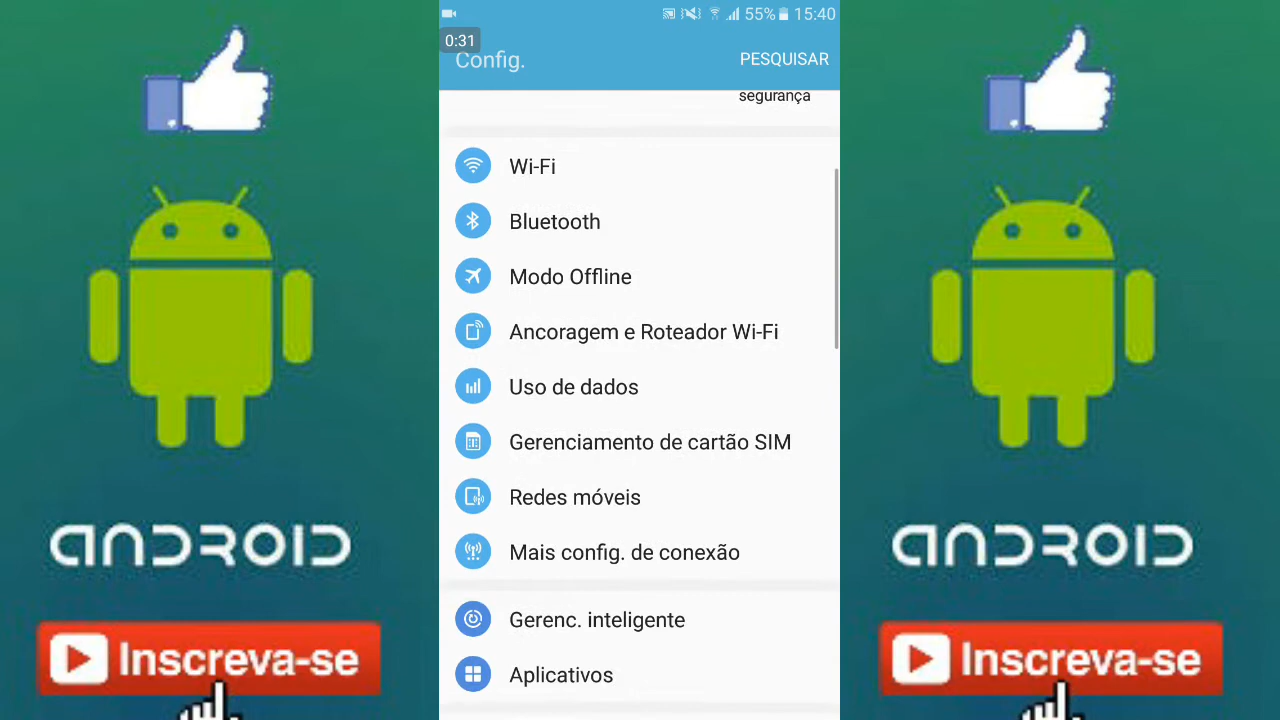 55% 15:40
0:31
Config.
PESQUISAR
segurança
Wi-Fi
Bluetooth
Modo Offline
Ancoragem e Roteador Wi-Fi
Uso de dados
Gerenciamento de cartão SIM
Redes móveis
Mais config. de conexão
Gerenc. inteligente
Aplicativos
ANDROID
Inscreva-se
ANDROID
Inscreva-se